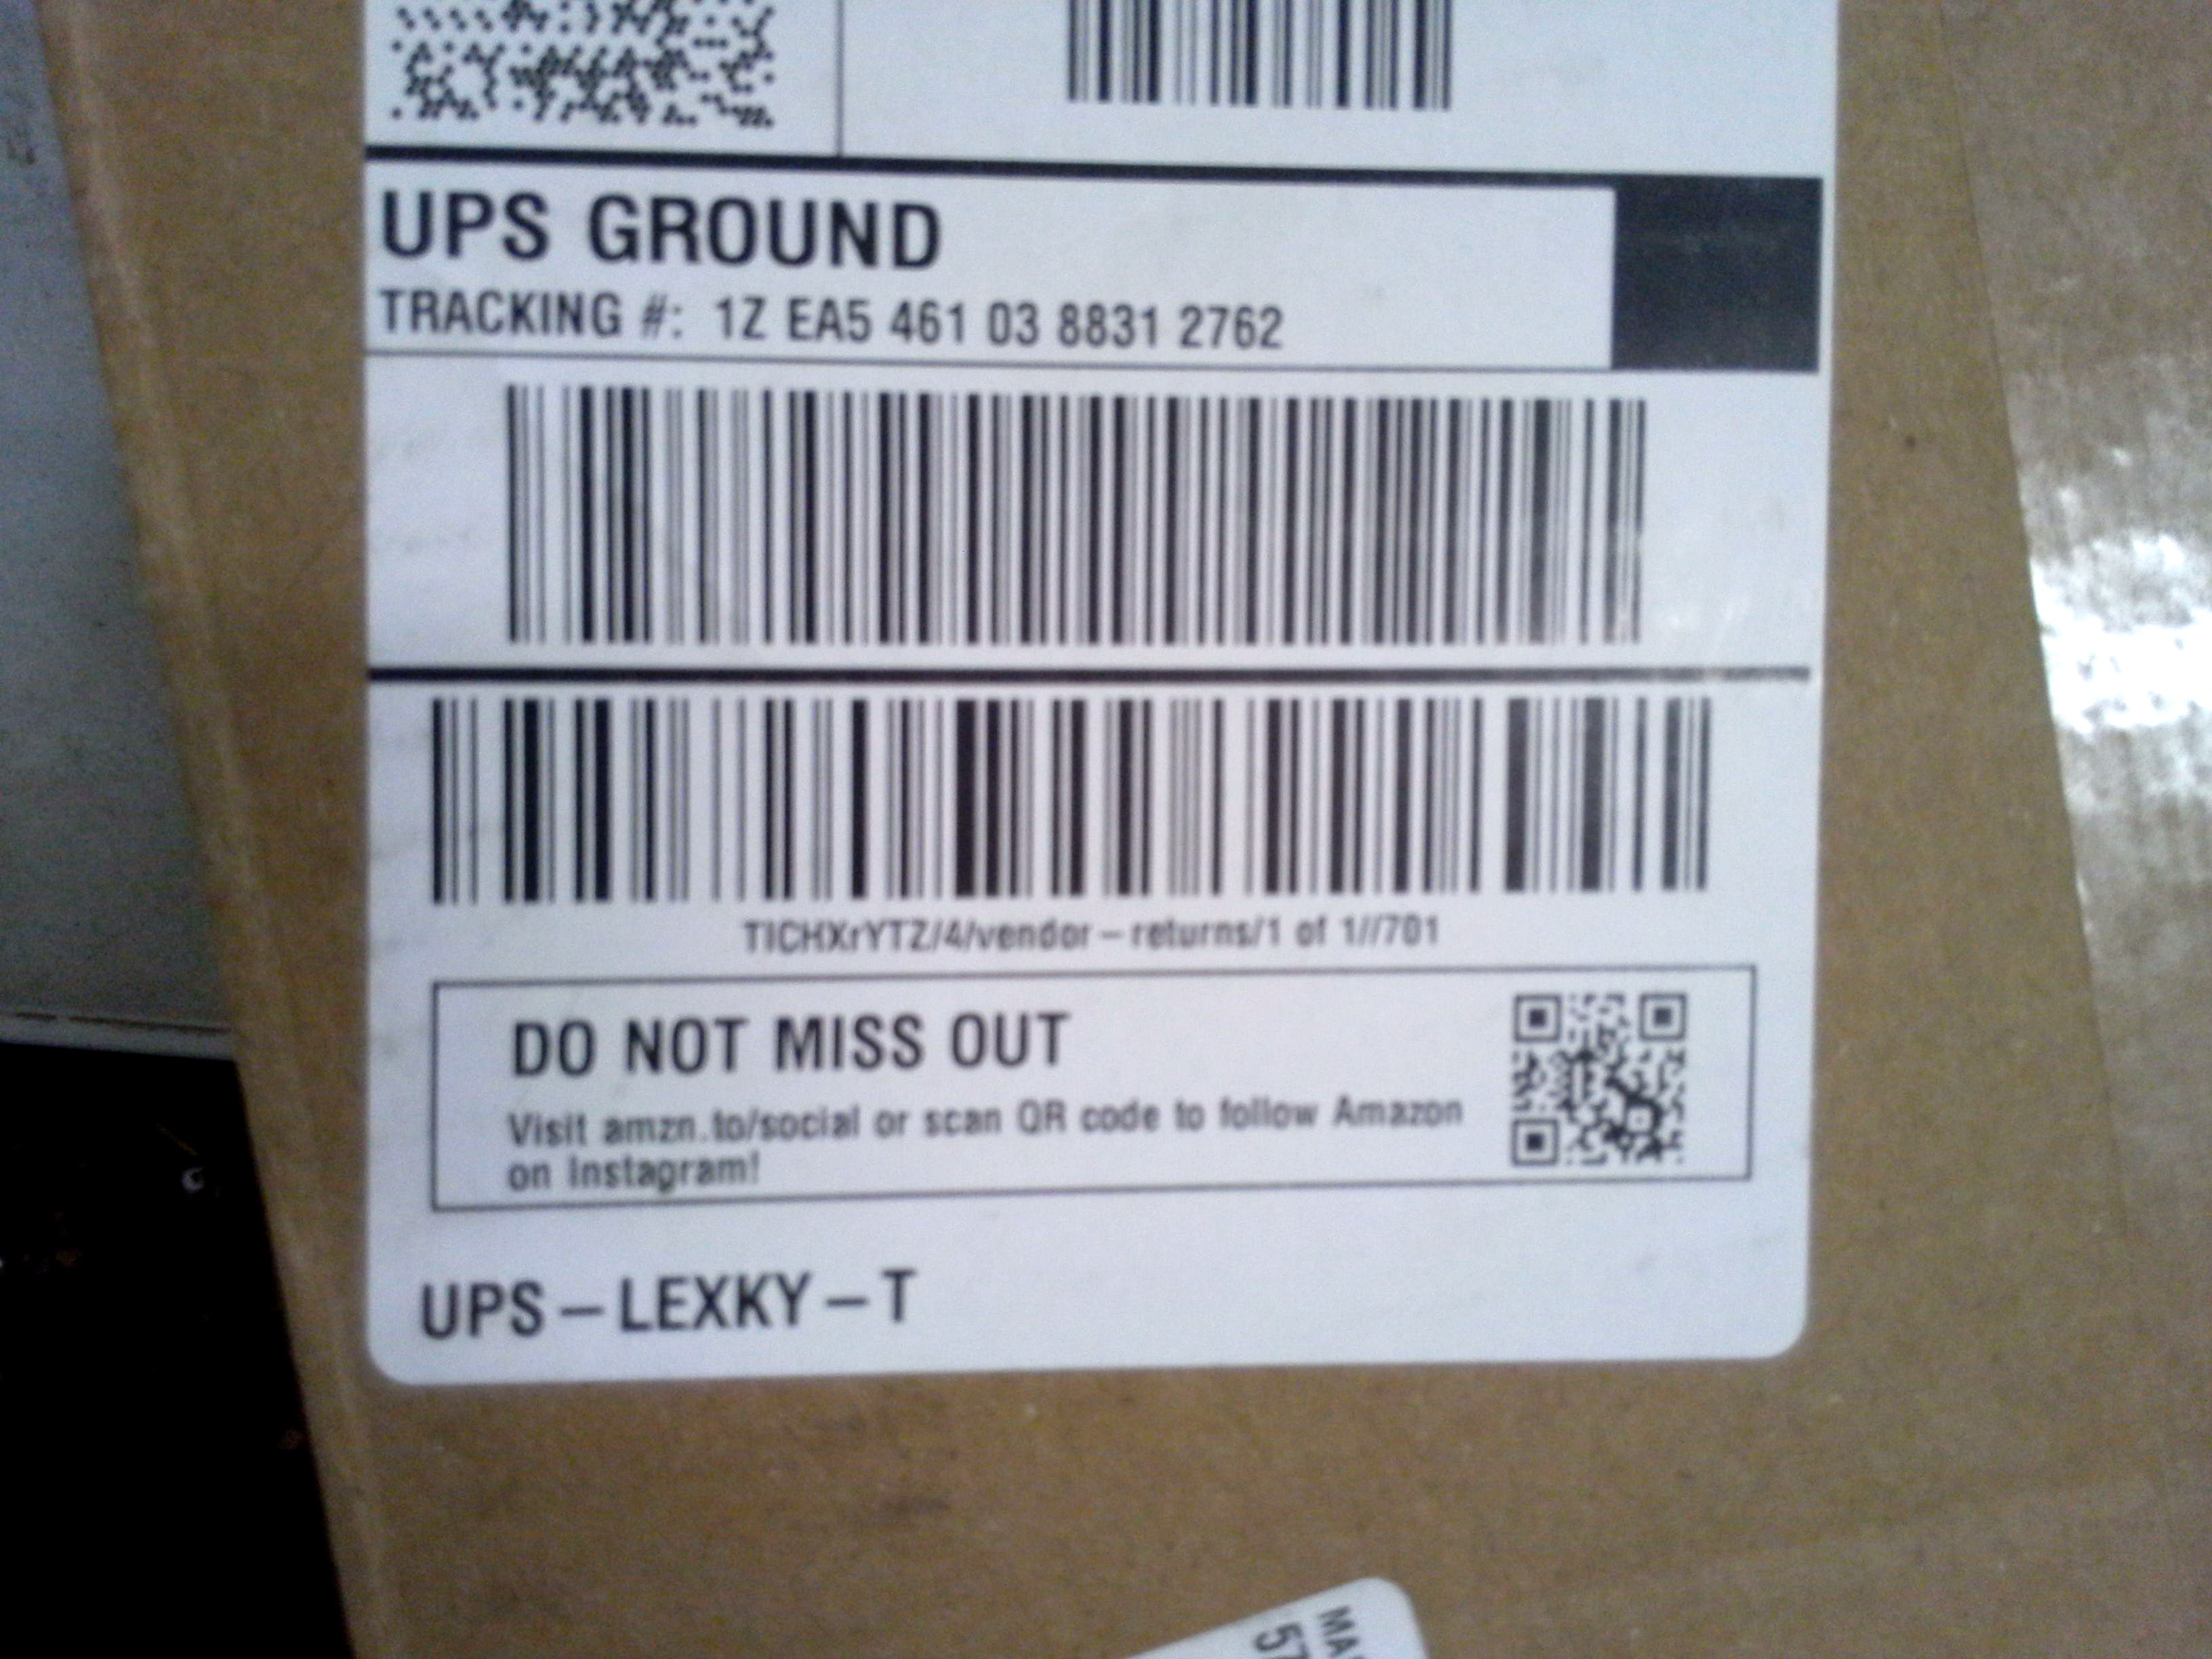 UPS GROUND
TRACKING #: 1Z EA5 461 03 8831 2762
TICHXrYTZ/4/vendor–returns/1 of 1//701
DO NOT MISS OUT
Visit amzn.to/social or scan QR code to follow Amazon
on Instagram!
UPS–LEXKY–T